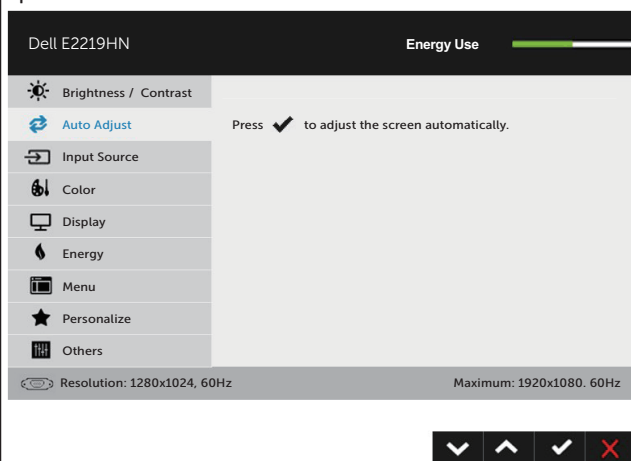 Dell E2219HN
Energy Use
Brightness / Contrast
Auto Adjust
Press ✔ to adjust the screen automatically.
Input Source
Color
Display
Energy
Menu
Personalize
Others
Resolution: 1280x1024, 60Hz
Maximum: 1920x1080. 60Hz